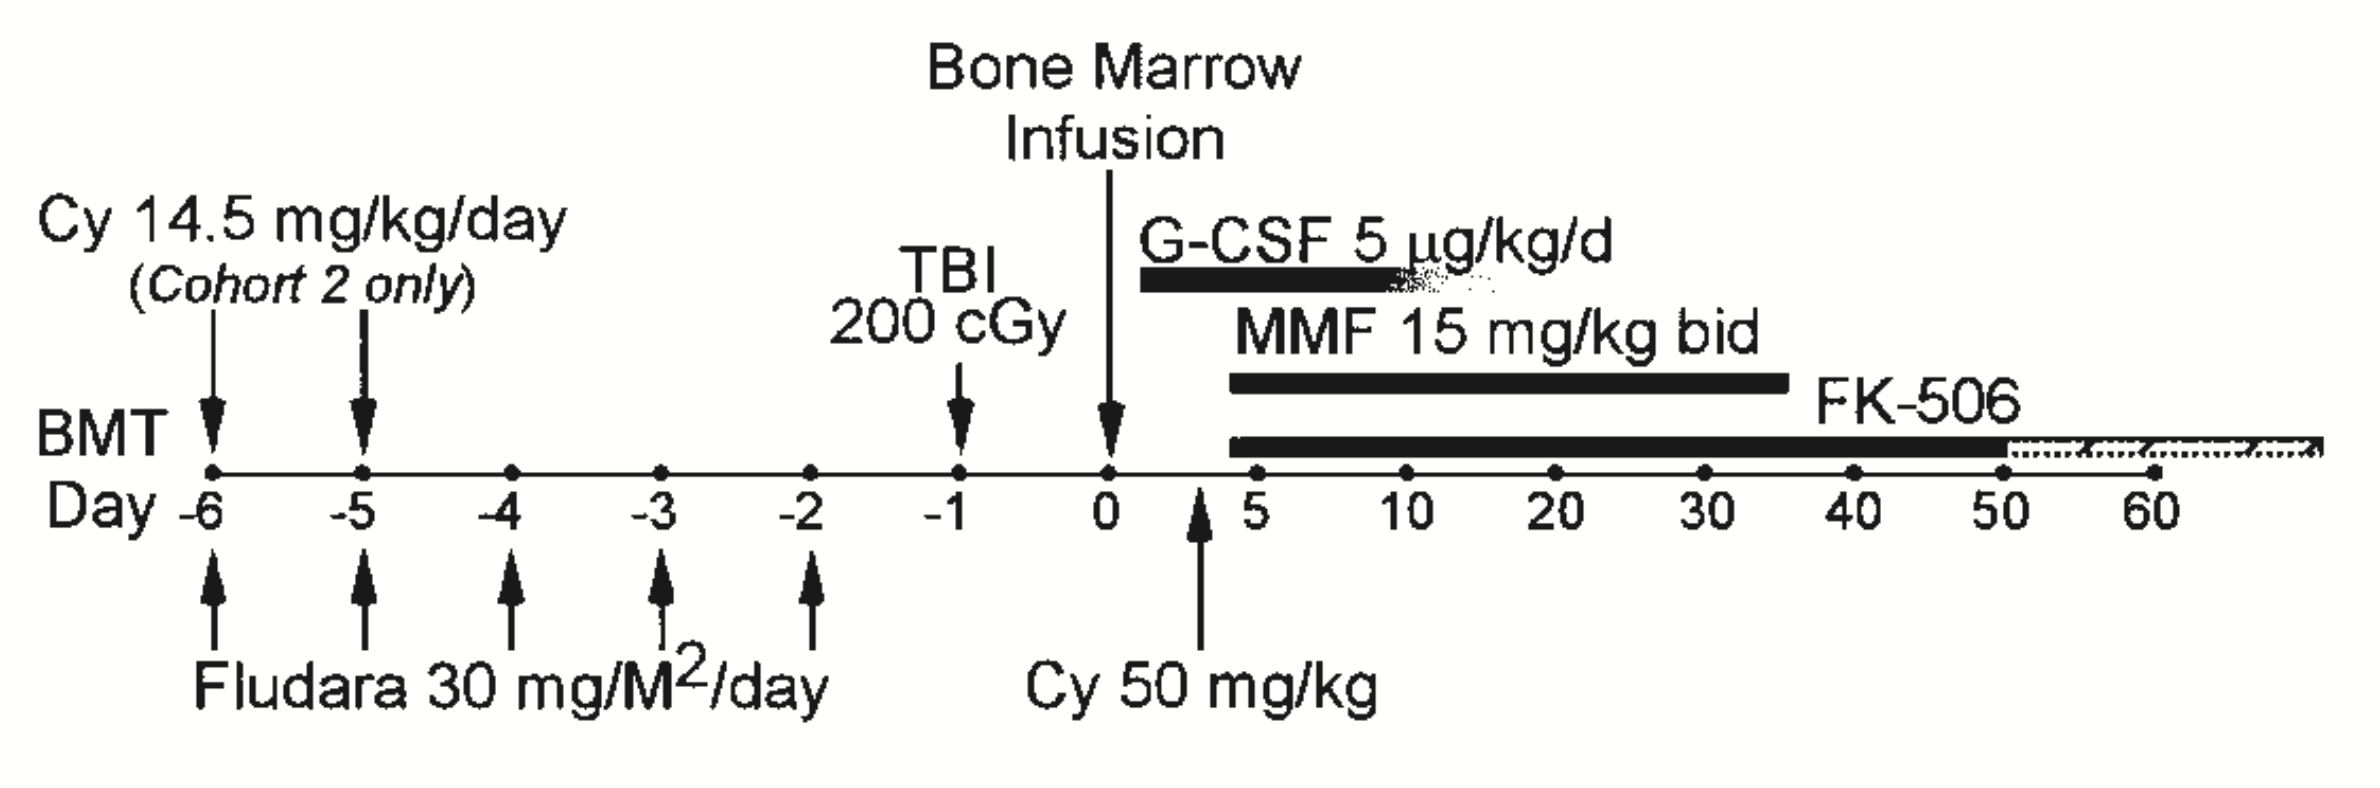 Bone Marrow
Infusion
Cy 14.5 mg/kg/day
(Cohort 2 only)
TBI
200 cGy
G-CSF 5 µg/kg/d
MMF 15 mg/kg bid
FK-506
BMT
Day -6 -5 -4 -3 -2 -1 0 5 10 20 30 40 50 60
Fludara 30 mg/M²/day
Cy 50 mg/kg